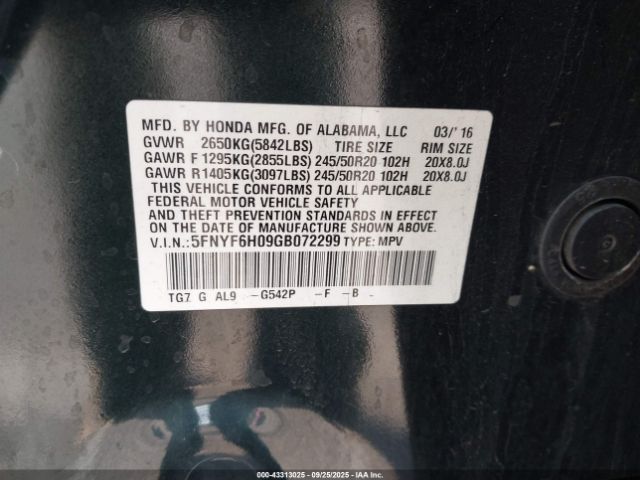 MFD. BY HONDA MFG. OF ALABAMA, LLC 03/'16
GVWR 2650KG(5842LBS) TIRE SIZE RIM SIZE
GAWR F 1295KG(2855LBS) 245/50R20 102H 20X8.0J
GAWR R 1405KG(3097LBS) 245/50R20 102H 20X8.0J
THIS VEHICLE CONFORMS TO ALL APPLICABLE
FEDERAL MOTOR VEHICLE SAFETY
AND THEFT PREVENTION STANDARDS IN EFFECT
ON THE DATE OF MANUFACTURE SHOWN ABOVE.
V.I.N.: 5FNYF6H09GB072299 TYPE: MPV
TG7 G AL9 -G542P -F -B
000-43313025 - 09/25/2025 - IAAI.COM